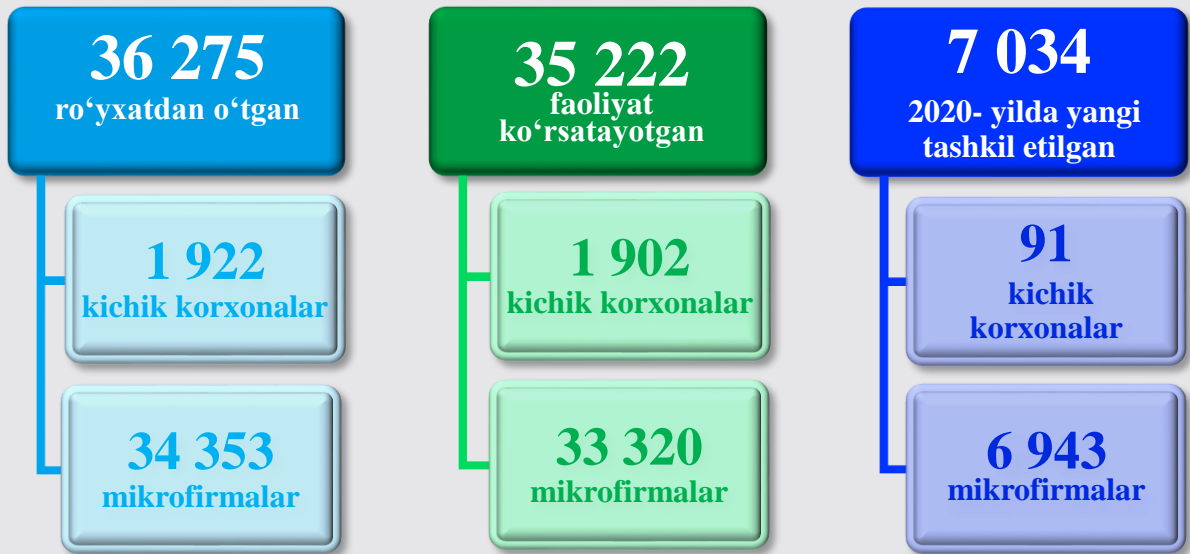 36 275
ro‘yxatdan o‘tgan
1 922
kichik korxonalar
34 353
mikrofirmalar
35 222
faoliyat
ko‘rsatayotgan
1 902
kichik korxonalar
33 320
mikrofirmalar
7 034
2020- yilda yangi
tashkil etilgan
91
kichik
korxonalar
6 943
mikrofirmalar